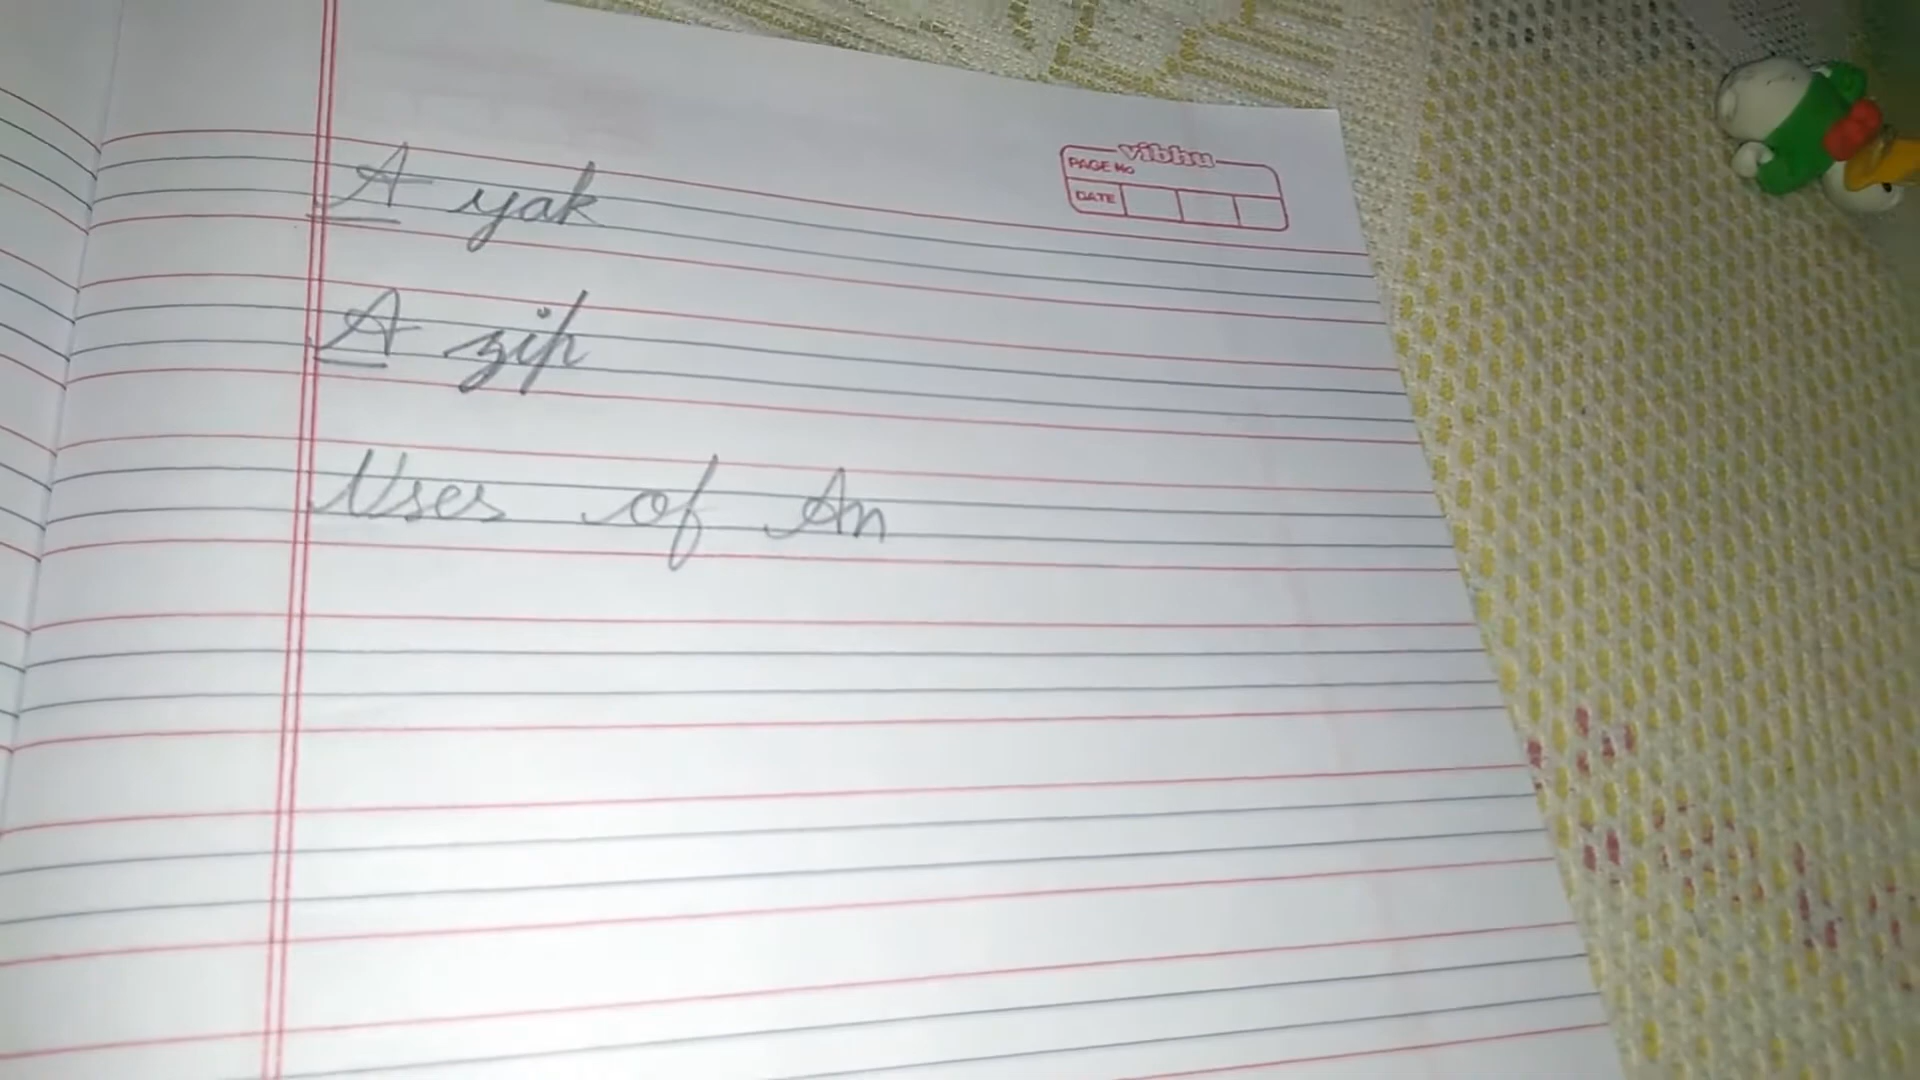 vibhu
PAGE No
DATE
A yak
A zip
Uses of An